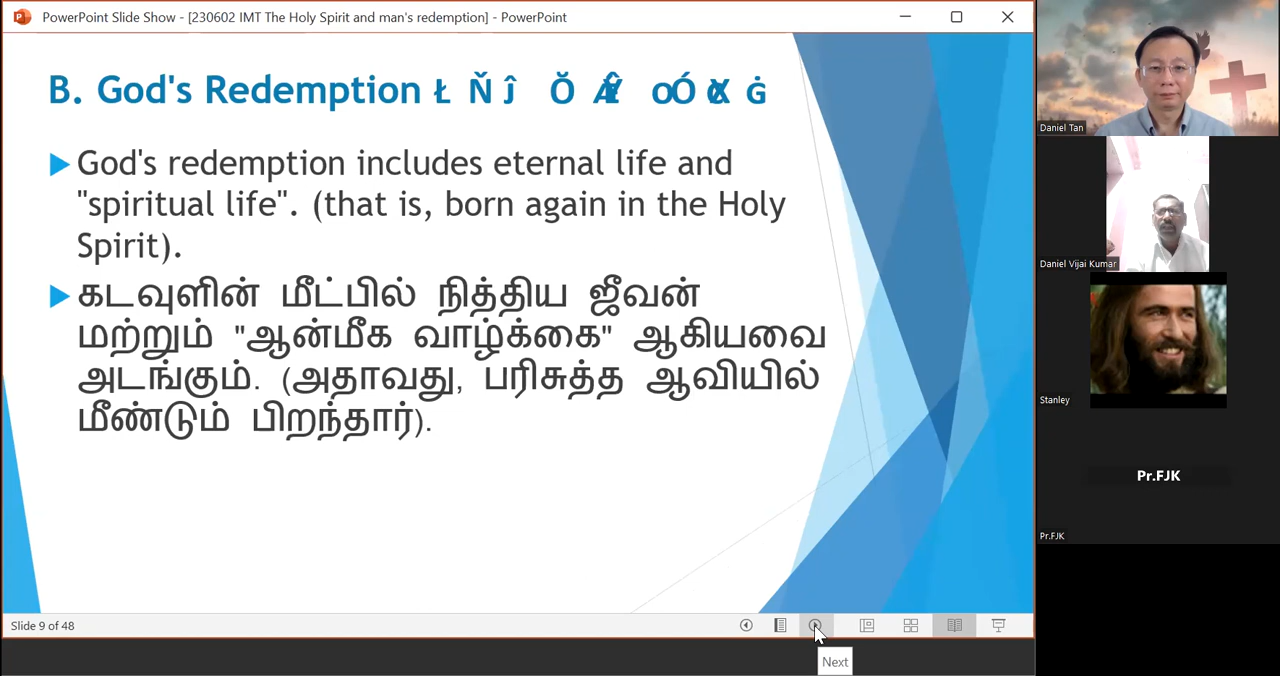 PowerPoint Slide Show - [230602 IMT The Holy Spirit and man's redemption] - PowerPoint
B. God's Redemption
God's redemption includes eternal life and
"spiritual life". (that is, born again in the Holy
Spirit).
கடவுளின் மீட்பில் நித்திய ஜீவன்
மற்றும் "ஆன்மீக வாழ்க்கை" ஆகியவை
அடங்கும். (அதாவது, பரிசுத்த ஆவியில்
மீண்டும் பிறந்தார்).
Slide 9 of 48
Next
Daniel Tan
Daniel Vijai Kumar
Stanley
Pr.FJK
Pr.FJK